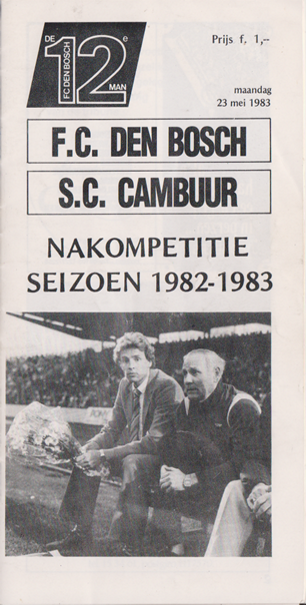 DE 12e MAN
FC DEN BOSCH
Prijs f, 1,--
maandag
23 mei 1983
F.C. DEN BOSCH
S.C. CAMBUUR
NAKOMPETITIE
SEIZOEN 1982-1983